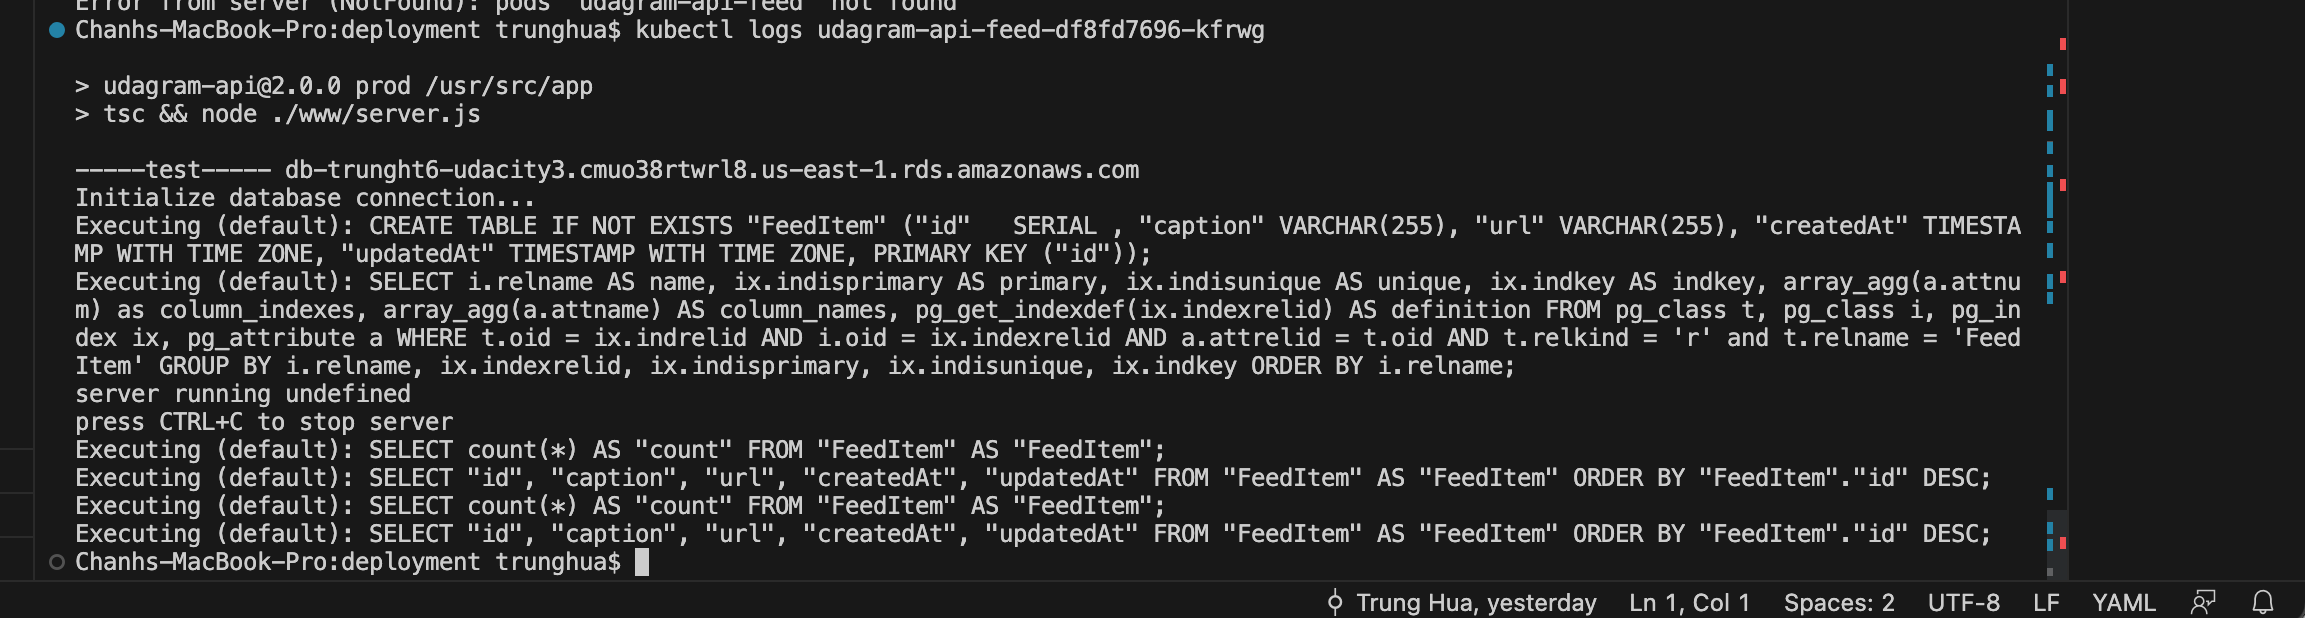 Error from server (NotFound): pods "udagram-api-feed" not found
Chanhs-MacBook-Pro:deployment trunghua$ kubectl logs udagram-api-feed-df8fd7696-kfrwg
> udagram-api@2.0.0 prod /usr/src/app
> tsc && node ./www/server.js
-----test----- db-trunght6-udacity3.cmuo38rtwrl8.us-east-1.rds.amazonaws.com
Initialize database connection...
Executing (default): CREATE TABLE IF NOT EXISTS "FeedItem" ("id"   SERIAL , "caption" VARCHAR(255), "url" VARCHAR(255), "createdAt" TIMESTA
MP WITH TIME ZONE, "updatedAt" TIMESTAMP WITH TIME ZONE, PRIMARY KEY ("id"));
Executing (default): SELECT i.relname AS name, ix.indisprimary AS primary, ix.indisunique AS unique, ix.indkey AS indkey, array_agg(a.attnu
m) as column_indexes, array_agg(a.attname) AS column_names, pg_get_indexdef(ix.indexrelid) AS definition FROM pg_class t, pg_class i, pg_in
dex ix, pg_attribute a WHERE t.oid = ix.indrelid AND i.oid = ix.indexrelid AND a.attrelid = t.oid AND t.relkind = 'r' and t.relname = 'Feed
Item' GROUP BY i.relname, ix.indexrelid, ix.indisprimary, ix.indisunique, ix.indkey ORDER BY i.relname;
server running undefined
press CTRL+C to stop server
Executing (default): SELECT count(*) AS "count" FROM "FeedItem" AS "FeedItem";
Executing (default): SELECT "id", "caption", "url", "createdAt", "updatedAt" FROM "FeedItem" AS "FeedItem" ORDER BY "FeedItem"."id" DESC;
Executing (default): SELECT count(*) AS "count" FROM "FeedItem" AS "FeedItem";
Executing (default): SELECT "id", "caption", "url", "createdAt", "updatedAt" FROM "FeedItem" AS "FeedItem" ORDER BY "FeedItem"."id" DESC;
Chanhs-MacBook-Pro:deployment trunghua$
Trung Hua, yesterday Ln 1, Col 1 Spaces: 2 UTF-8 LF YAML